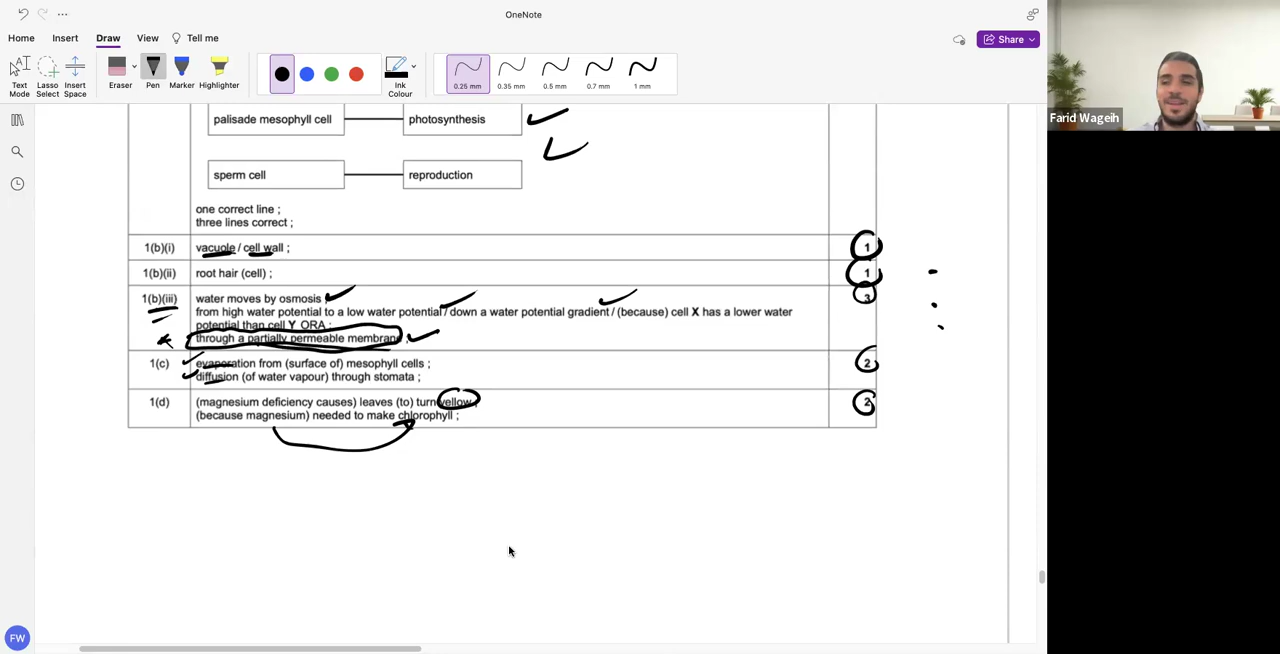 OneNote
Home Insert Draw View Tell me
Share
Text Mode
Lasso Select
Insert Space
Eraser
Pen
Marker
Highlighter
Ink Colour
0.25 mm
0.35 mm
0.5 mm
0.7 mm
1 mm
Farid Wageih
palisade mesophyll cell photosynthesis
sperm cell reproduction
one correct line ;
three lines correct ;
1(b)(i) vacuole / cell wall ; 1
1(b)(ii) root hair (cell) ; 1
1(b)(iii) water moves by osmosis ; 3
from high water potential to a low water potential / down a water potential gradient / (because) cell X has a lower water
potential than cell Y ORA ;
through a partially permeable membrane ;
1(c) evaporation from (surface of) mesophyll cells ; 2
diffusion (of water vapour) through stomata ;
1(d) (magnesium deficiency causes) leaves (to) turn yellow ; 2
(because magnesium) needed to make chlorophyll ;
FW